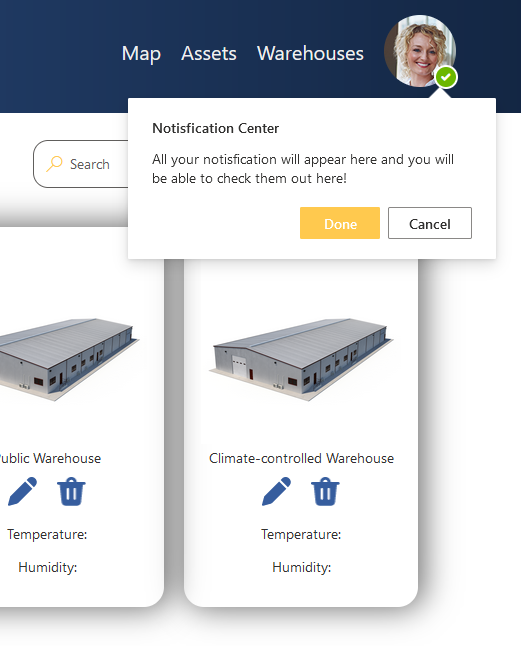 Map Assets Warehouses
Notisfication Center
All your notisfication will appear here and you will
be able to check them out here!
Done Cancel
Search
ublic Warehouse
Climate-controlled Warehouse
Temperature:
Temperature:
Humidity:
Humidity: